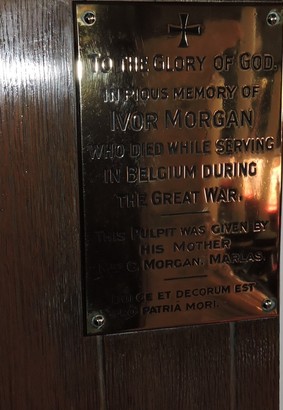 TO THE GLORY OF GOD.
IN PIOUS MEMORY OF
IVOR MORGAN
WHO DIED WHILE SERVING
IN BELGIUM DURING
THE GREAT WAR.
THIS PULPIT WAS GIVEN BY
HIS MOTHER
G. MORGAN, MARLAS.
DULCE ET DECORUM EST
PRO PATRIA MORI.